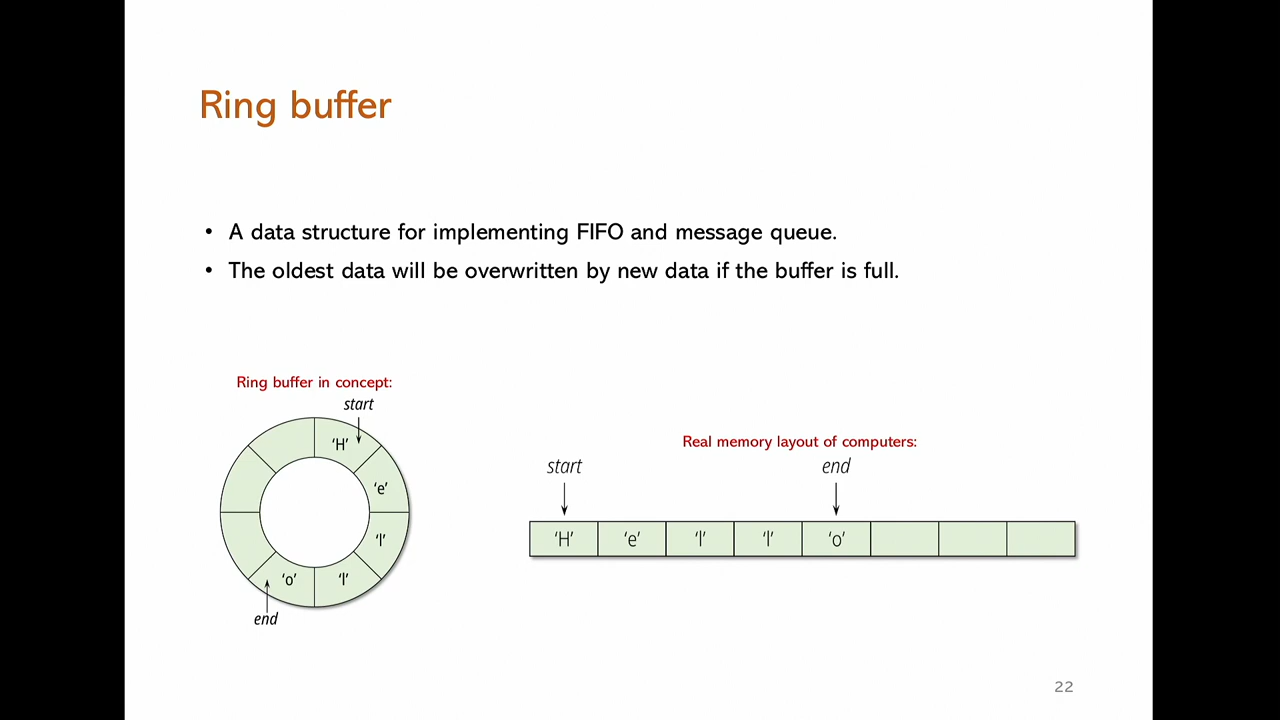 Ring buffer
• A data structure for implementing FIFO and message queue.
• The oldest data will be overwritten by new data if the buffer is full.
Ring buffer in concept:
start
‘H’
‘e’
‘l’
‘l’
‘o’
end
Real memory layout of computers:
start end
‘H’ ‘e’ ‘l’ ‘l’ ‘o’
22